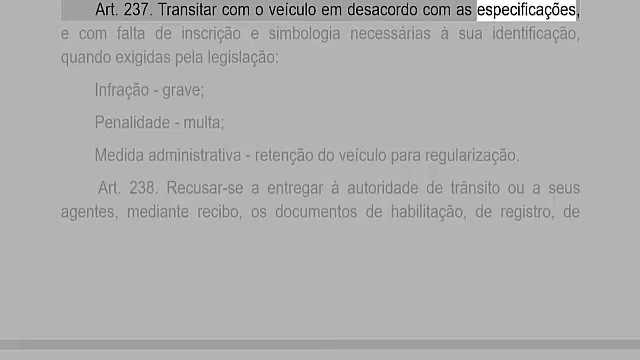 Art. 237. Transitar com o veículo em desacordo com as especificações,
e com falta de inscrição e simbologia necessárias à sua identificação,
quando exigidas pela legislação:
Infração - grave;
Penalidade - multa;
Medida administrativa - retenção do veículo para regularização.
Art. 238. Recusar-se a entregar à autoridade de trânsito ou a seus
agentes, mediante recibo, os documentos de habilitação, de registro, de